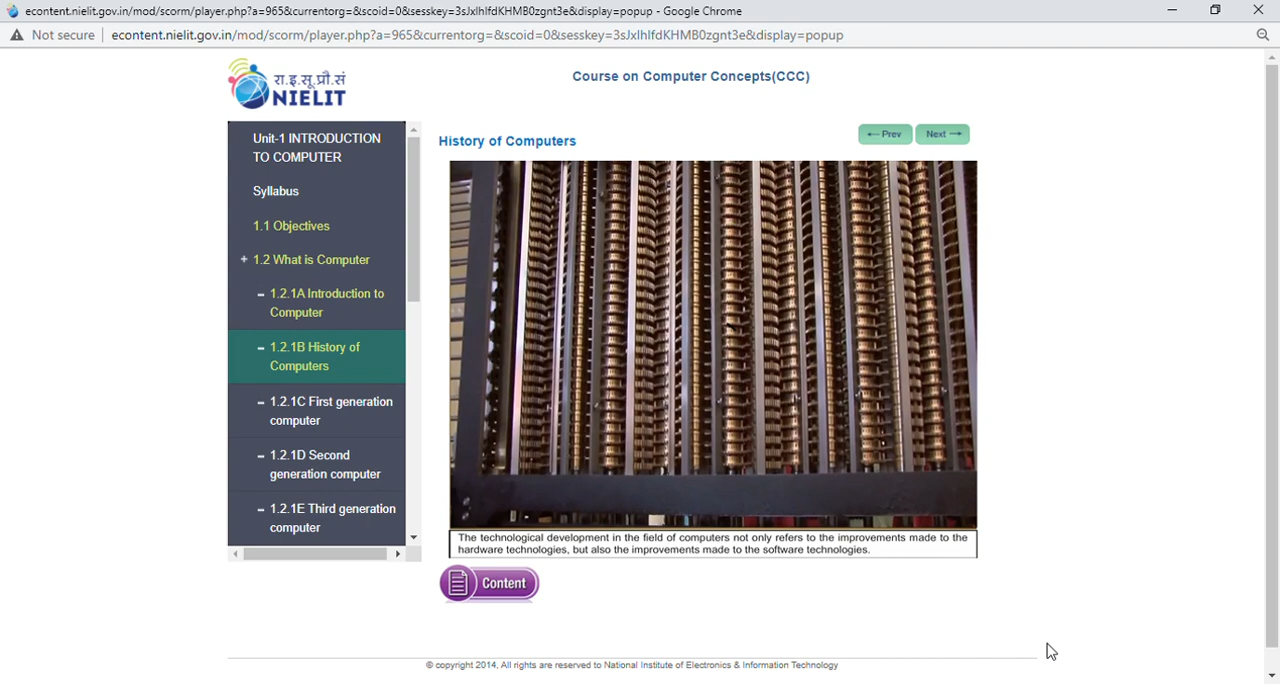 econtent.nielit.gov.in/mod/scorm/player.php?a=965&currentorg=&scoid=0&sesskey=3sJxlhlfdKHMB0zgnt3e&display=popup - Google Chrome
Not secure
econtent.nielit.gov.in/mod/scorm/player.php?a=965&currentorg=&scoid=0&sesskey=3sJxlhlfdKHMB0zgnt3e&display=popup
रा.इ.सू.प्रौ.सं
NIELIT
Course on Computer Concepts(CCC)
Unit-1 INTRODUCTION
TO COMPUTER
Syllabus
1.1 Objectives
+ 1.2 What is Computer
– 1.2.1A Introduction to
Computer
– 1.2.1B History of
Computers
– 1.2.1C First generation
computer
– 1.2.1D Second
generation computer
– 1.2.1E Third generation
computer
History of Computers
← Prev
Next →
The technological development in the field of computers not only refers to the improvements made to the
hardware technologies, but also the improvements made to the software technologies.
Content
© copyright 2014, All rights are reserved to National Institute of Electronics & Information Technology